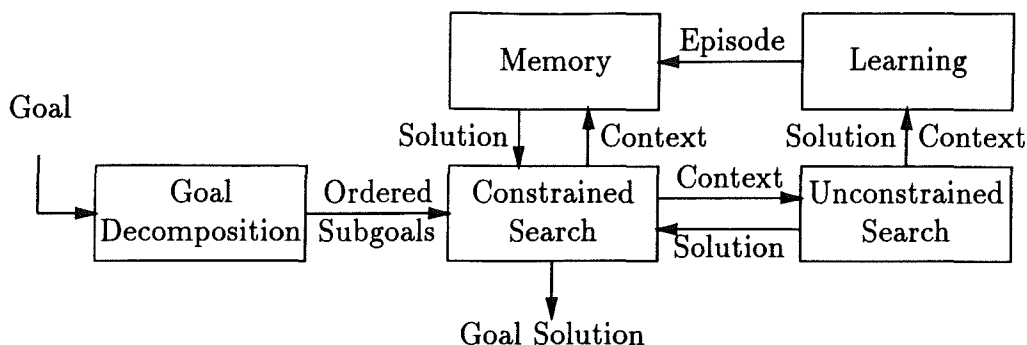 Episode
Memory
Learning
Goal
Solution
Context
Solution
Context
Goal
Decomposition
Ordered
Subgoals
Constrained
Search
Context
Solution
Unconstrained
Search
Goal Solution